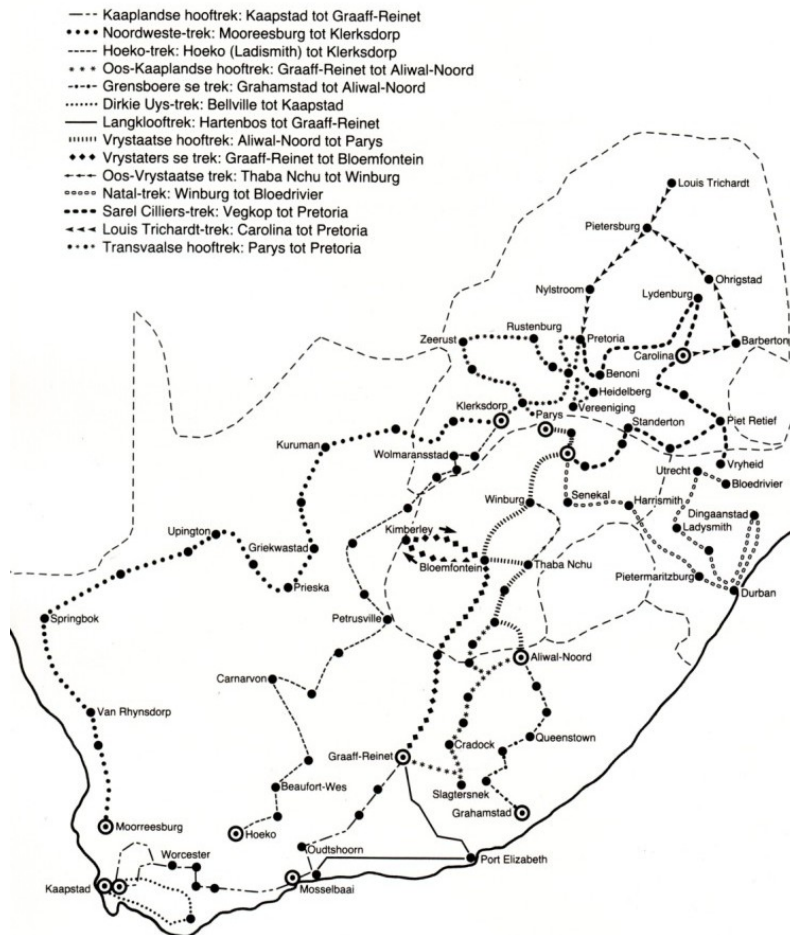 Kaaplandse hooftrek: Kaapstad tot Graaff-Reinet
Noordweste-trek: Mooreesburg tot Klerksdorp
Hoeko-trek: Hoeko (Ladismith) tot Klerksdorp
Oos-Kaaplandse hooftrek: Graaff-Reinet tot Aliwal-Noord
Grensboere se trek: Grahamstad tot Aliwal-Noord
Dirkie Uys-trek: Bellville tot Kaapstad
Langklooftrek: Hartenbos tot Graaff-Reinet
Vrystaatse hooftrek: Aliwal-Noord tot Parys
Vrystaters se trek: Graaff-Reinet tot Bloemfontein
Oos-Vrystaatse trek: Thaba Nchu tot Winburg
Natal-trek: Winburg tot Bloedrivier
Sarel Cilliers-trek: Vegkop tot Pretoria
Louis Trichardt-trek: Carolina tot Pretoria
Transvaalse hooftrek: Parys tot Pretoria
Louis Trichardt
Pietersburg
Ohrigstad
Nylstroom
Lydenburg
Rustenburg
Zeerust
Pretoria
Barberton
Carolina
Benoni
Heidelberg
Klerksdorp
Parys
Vereeniging
Standerton
Piet Retief
Kuruman
Wolmaransstad
Vryheid
Utrecht
Bloedrivier
Winburg
Senekal
Harrismith
Dingaanstad
Ladysmith
Upington
Kimberley
Griekwastad
Bloemfontein
Thaba Nchu
Pietermaritzburg
Prieska
Durban
Springbok
Petrusville
Aliwal-Noord
Carnarvon
Van Rhynsdorp
Queenstown
Cradock
Graaff-Reinet
Slagtersnek
Beaufort-Wes
Grahamstad
Moorreesburg
Hoeko
Oudtshoorn
Worcester
Port Elizabeth
Kaapstad
Mosselbaai